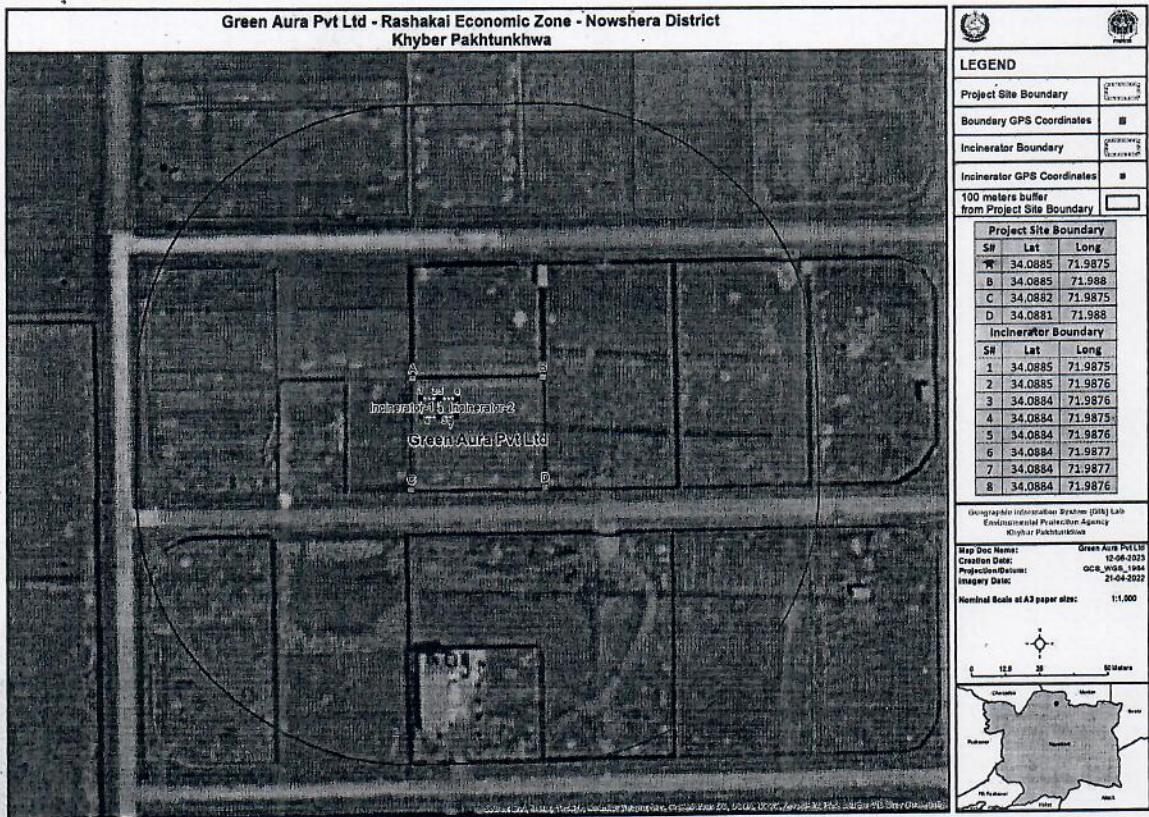 Green Aura Pvt Ltd - Rashakai Economic Zone - Nowshera District
Khyber Pakhtunkhwa
A
B
Incinerator-1
Incinerator-2
Green Aura Pvt Ltd
C
D
LEGEND
Project Site Boundary
Boundary GPS Coordinates
Incinerator Boundary
Incinerator GPS Coordinates
100 meters buffer
from Project Site Boundary
Project Site Boundary
S# Lat Long
34.0885 71.9875
B 34.0885 71.988
C 34.0882 71.9875
D 34.0881 71.988
Incinerator Boundary
S# Lat Long
1 34.0885 71.9875
2 34.0885 71.9876
3 34.0884 71.9876
4 34.0884 71.9875
5 34.0884 71.9876
6 34.0884 71.9877
7 34.0884 71.9877
8 34.0884 71.9876
Geographic Information System (GIS) Lab
Environmental Protection Agency
Khyber Pakhtunkhwa
Map Doc Name: Green Aura Pvt Ltd
Creation Date: 12-06-2023
Projection/Datum: GCS_WGS_1984
Imagery Date: 21-04-2022
Nominal Scale at A3 paper size: 1:1,000
0 12.5 25 50 Meters
Charsadda
Mardan
Swabi
Peshawar
Nowshera
Attock